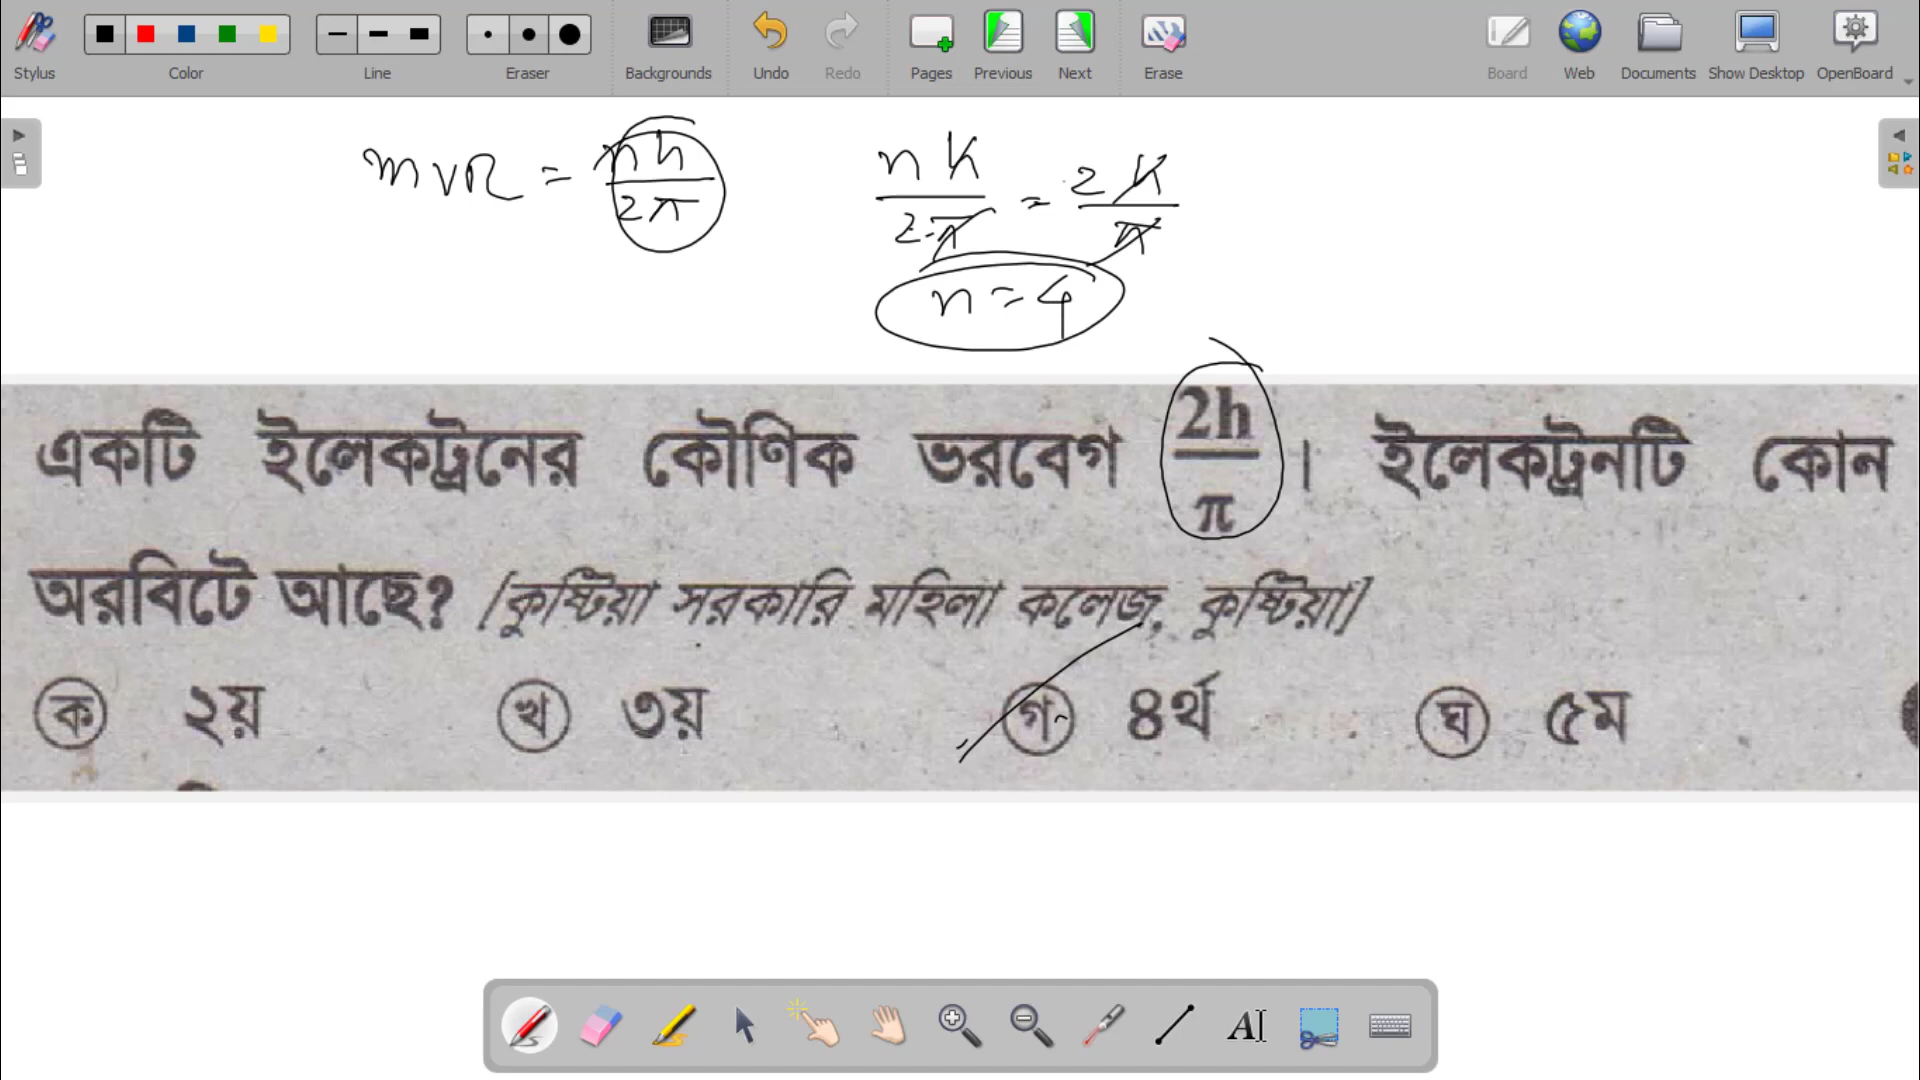 Stylus Color Line Eraser Backgrounds Undo Redo Pages Previous Next Erase Board Web Documents Show Desktop OpenBoard
mvr = nh/2π
nh/2π = 2h/π
n = 4
একটি ইলেকট্রনের কৌণিক ভরবেগ 2h/π । ইলেকট্রনটি কোন
অরবিটে আছে? [কুষ্টিয়া সরকারি মহিলা কলেজ, কুষ্টিয়া]
ক ২য় খ ৩য় গ ৪র্থ ঘ ৫ম